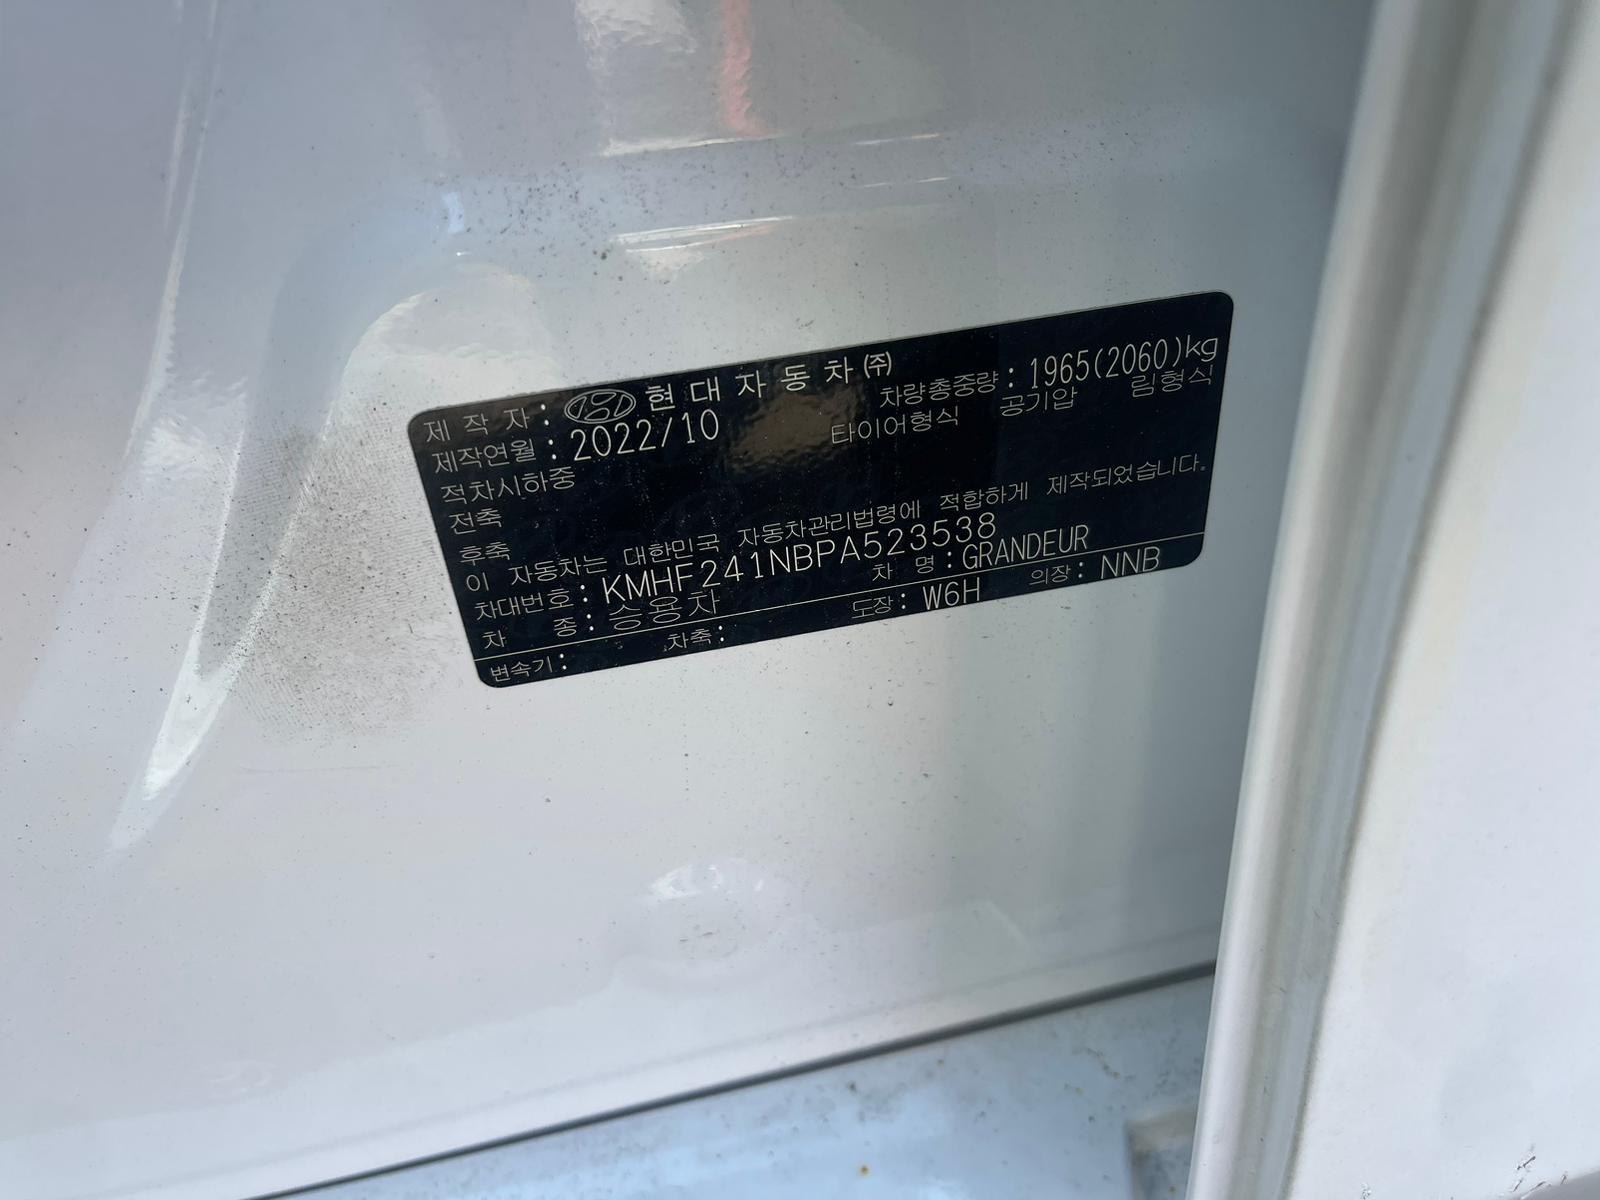 제 작 자 : 현 대 자 동 차 ㈜
제작연월 : 2022/10 차량총중량 : 1965(2060)kg
적차시하중 타이어형식 공기압 림형식
전축
후축
이 자동차는 대한민국 자동차관리법령에 적합하게 제작되었습니다.
차대번호 : KMHF241NBPA523538
차 종 : 승용차 차 명 : GRANDEUR
변속기 : 차축 : 도장 : W6H 의장 : NNB